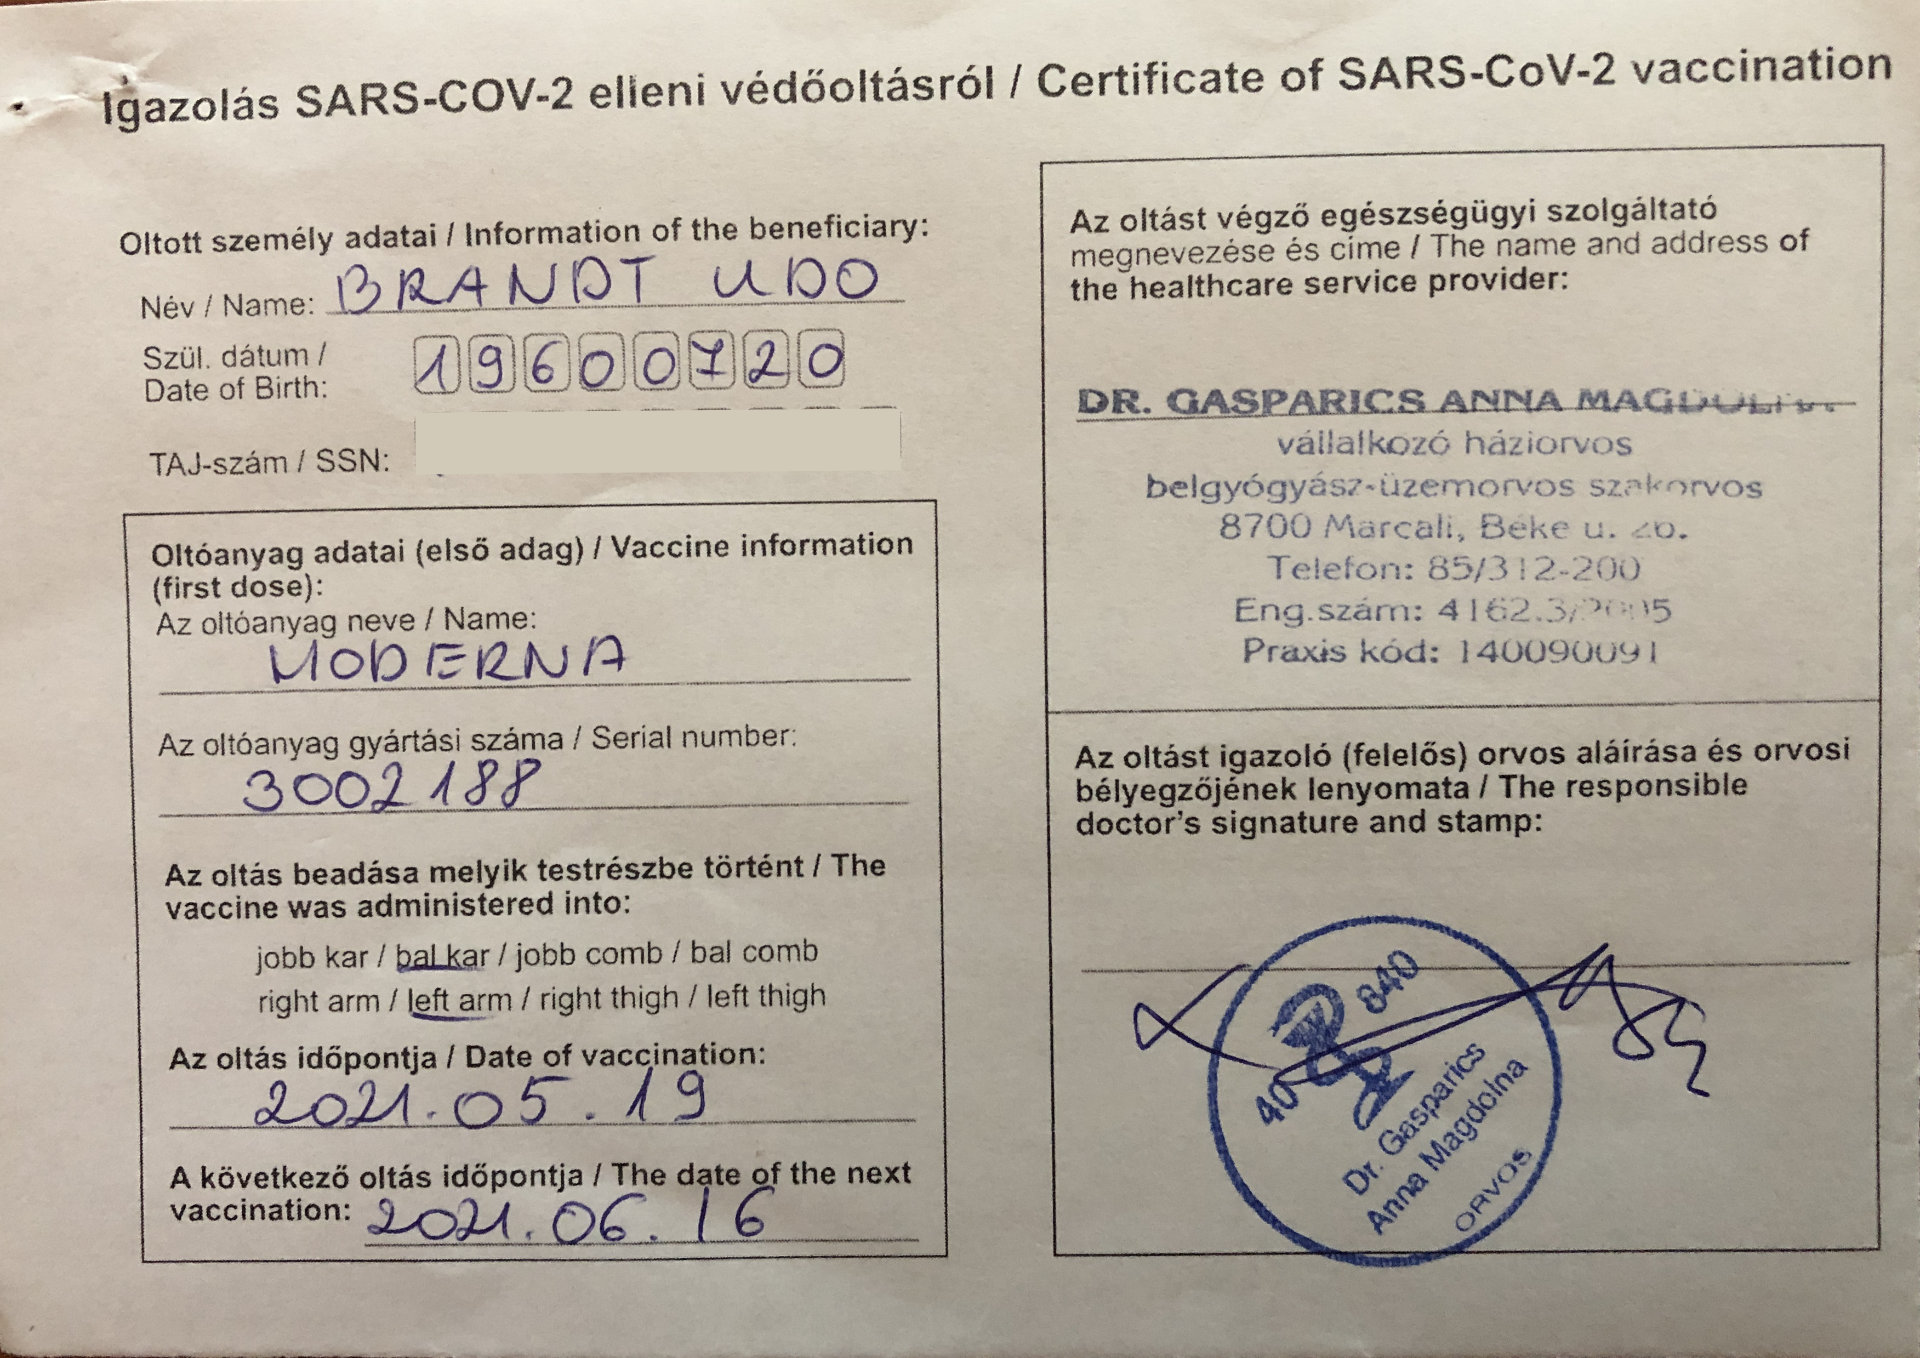 Igazolás SARS-COV-2 elleni védőoltásról / Certificate of SARS-CoV-2 vaccination
Oltott személy adatai / Information of the beneficiary:
Név / Name: BRANDT UDO
Szül. dátum /
Date of Birth: 19600720
TAJ-szám / SSN:
Oltóanyag adatai (első adag) / Vaccine information
(first dose):
Az oltóanyag neve / Name:
MODERNA
Az oltóanyag gyártási száma / Serial number:
3002188
Az oltás beadása melyik testrészbe történt / The
vaccine was administered into:
jobb kar / bal kar / jobb comb / bal comb
right arm / left arm / right thigh / left thigh
Az oltás időpontja / Date of vaccination:
2021.05.19
A következő oltás időpontja / The date of the next
vaccination: 2021.06.16
Az oltást végző egészségügyi szolgáltató
megnevezése és címe / The name and address of
the healthcare service provider:
DR. GASPARICS ANNA MAGDOLNA
vállalkozó háziorvos
belgyógyász-üzemorvos szakorvos
8700 Marcali, Béke u.
Telefon: 85/312-200
Eng.szám: 4162.3/2005
Praxis kód: 140090091
Az oltást igazoló (felelős) orvos aláírása és orvosi
bélyegzőjének lenyomata / The responsible
doctor's signature and stamp:
40 840
Dr. Gasparics
Anna Magdolna
ORVOS